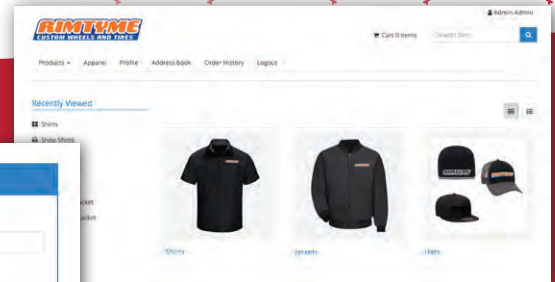 Admin Admin
RIMTYME
CUSTOM WHEELS AND TIRES
Cart 0 items
Products
Apparel
Profile
Address book
Order History
Logout
Recently Viewed
Shirts
Shop Shirts
Shirts
Jackets
Hats